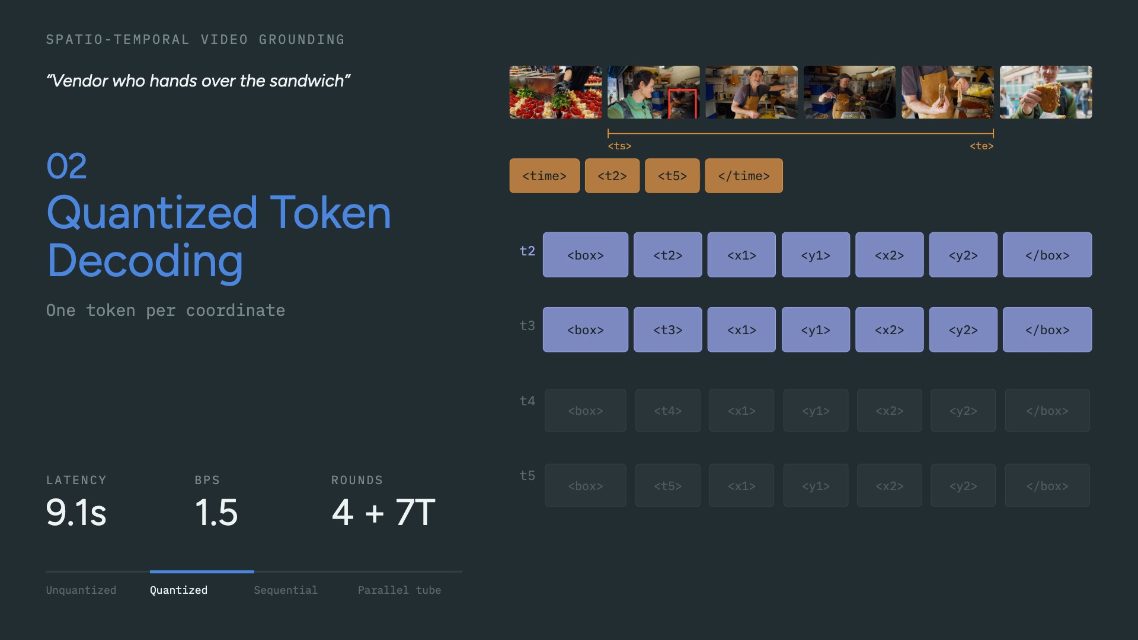 SPATIO-TEMPORAL VIDEO GROUNDING
“Vendor who hands over the sandwich”
02
Quantized Token
Decoding
One token per coordinate
LATENCY BPS ROUNDS
9.1s 1.5 4 + 7T
Unquantized Quantized Sequential Parallel tube
<ts> <te>
<time> <t2> <t5> </time>
t2 <box> <t2> <x1> <y1> <x2> <y2> </box>
t3 <box> <t3> <x1> <y1> <x2> <y2> </box>
t4 <box> <t4> <x1> <y1> <x2> <y2> </box>
t5 <box> <t5> <x1> <y1> <x2> <y2> </box>